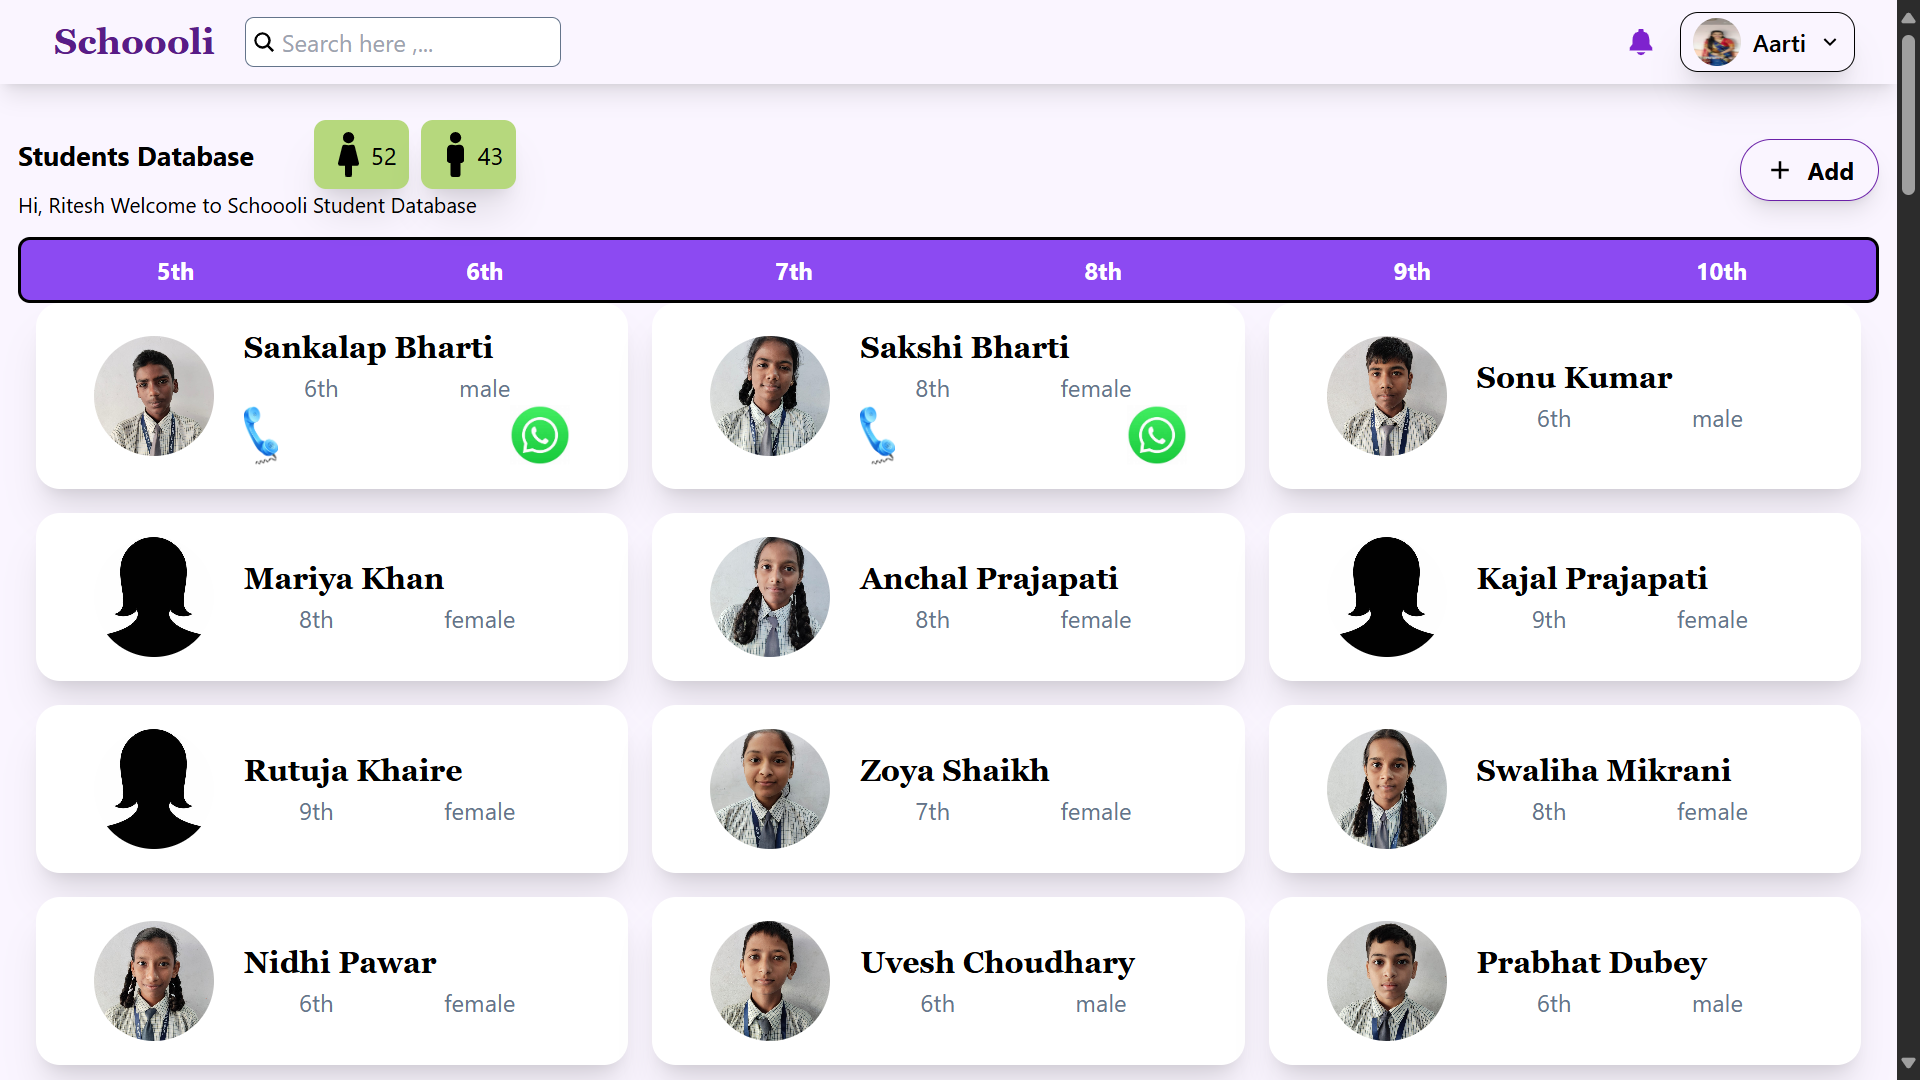 Schoooli
Search here ,...
Aarti
Students Database
52
43
Add
Hi, Ritesh Welcome to Schoooli Student Database
5th 6th 7th 8th 9th 10th
Sankalap Bharti
6th male
Sakshi Bharti
8th female
Sonu Kumar
6th male
Mariya Khan
8th female
Anchal Prajapati
8th female
Kajal Prajapati
9th female
Rutuja Khaire
9th female
Zoya Shaikh
7th female
Swaliha Mikrani
8th female
Nidhi Pawar
6th female
Uvesh Choudhary
6th male
Prabhat Dubey
6th male